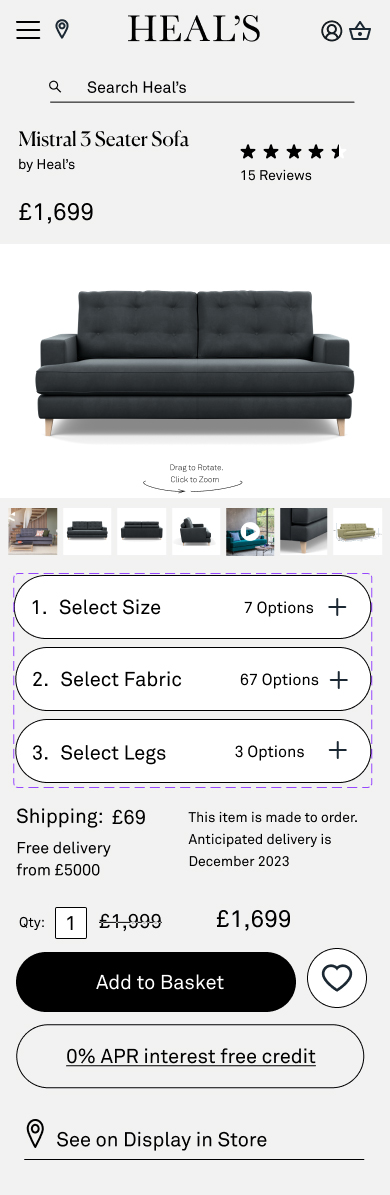 HEAL'S
Search Heal's
Mistral 3 Seater Sofa
by Heal's
15 Reviews
£1,699
Drag to Rotate.
Click to Zoom
1. Select Size 7 Options
2. Select Fabric 67 Options
3. Select Legs 3 Options
Shipping: £69
Free delivery
from £5000
This item is made to order.
Anticipated delivery is
December 2023
Qty: 1 £1,999 £1,699
Add to Basket
0% APR interest free credit
See on Display in Store